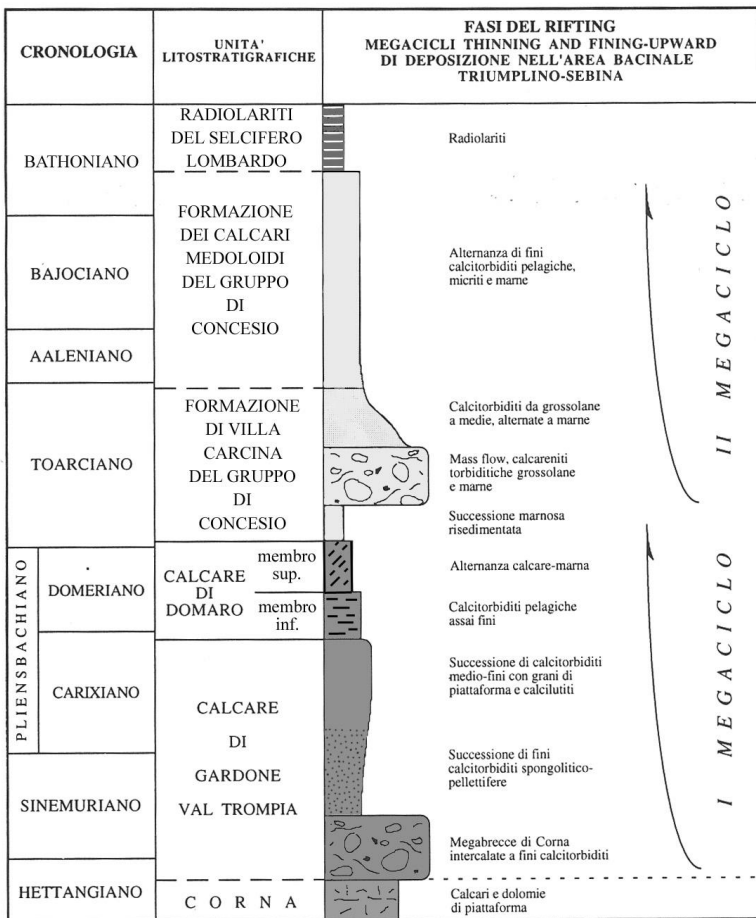 CRONOLOGIA
UNITA'
LITOSTRATIGRAFICHE
FASI DEL RIFTING
MEGACICLI THINNING AND FINING-UPWARD
DI DEPOSIZIONE NELL'AREA BACINALE
TRIUMPLINO-SEBINA
BATHONIANO
BAJOCIANO
AALENIANO
TOARCIANO
PLIENSBACHIANO
DOMERIANO
CARIXIANO
SINEMURIANO
HETTANGIANO
RADIOLARITI
DEL SELCIFERO
LOMBARDO
FORMAZIONE
DEI CALCARI
MEDOLOIDI
DEL GRUPPO
DI
CONCESIO
FORMAZIONE
DI VILLA
CARCINA
DEL GRUPPO
DI
CONCESIO
CALCARE
DI
DOMARO
membro
sup.
membro
inf.
CALCARE
DI
GARDONE
VAL TROMPIA
CORNA
Radiolariti
Alternanza di fini
calcitorbiditi pelagiche,
micriti e marne
Calcitorbiditi da grossolane
a medie, alternate a marne
Mass flow, calcareniti
torbiditiche grossolane
e marne
Successione marnosa
risedimentata
Alternanza calcare-marna
Calcitorbiditi pelagiche
assai fini
Successione di calcitorbiditi
medio-fini con grani di
piattaforma e calcilutiti
Successione di fini
calcitorbiditi spongolitico-
pellettifere
Megabrecce di Corna
intercalate a fini calcitorbiditi
Calcari e dolomie
di piattaforma
II MEGACICLO
I MEGACICLO